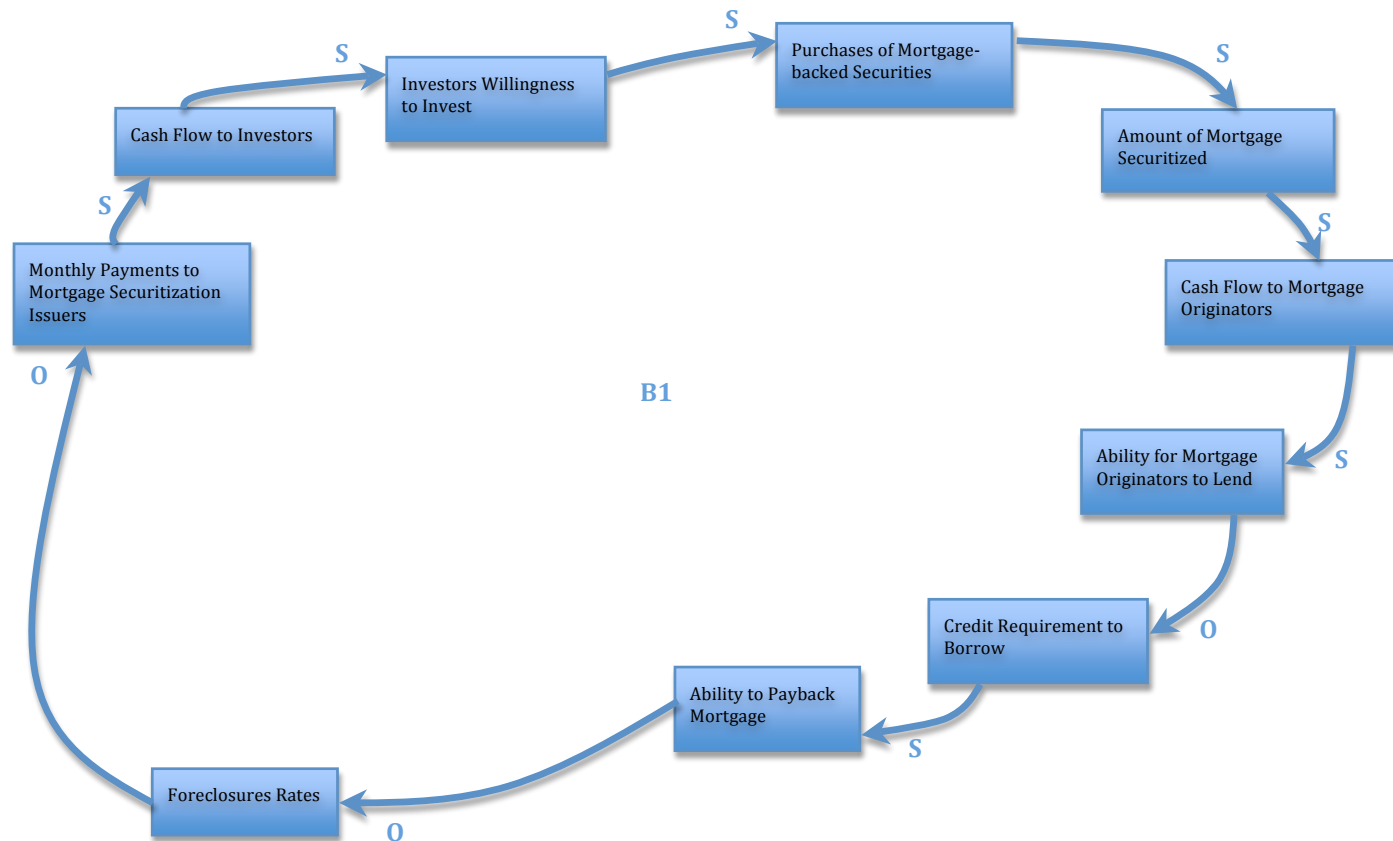 S
Purchases of Mortgage-
backed Securities
S
S
Investors Willingness
to Invest
Cash Flow to Investors
Amount of Mortgage
Securitized
S
S
Monthly Payments to
Mortgage Securitization
Issuers
Cash Flow to Mortgage
Originators
O
B1
Ability for Mortgage
Originators to Lend
S
Credit Requirement to
Borrow
O
Ability to Payback
Mortgage
S
Foreclosures Rates
O